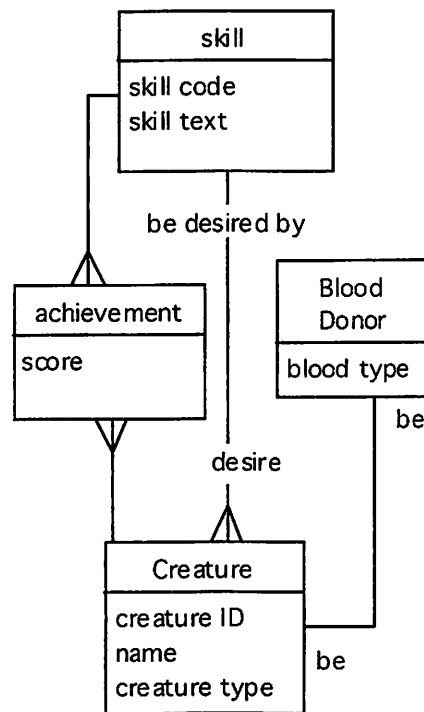 skill
skill code
skill text
be desired by
Blood
Donor
blood type
achievement
score
be
desire
Creature
creature ID
name
creature type
be